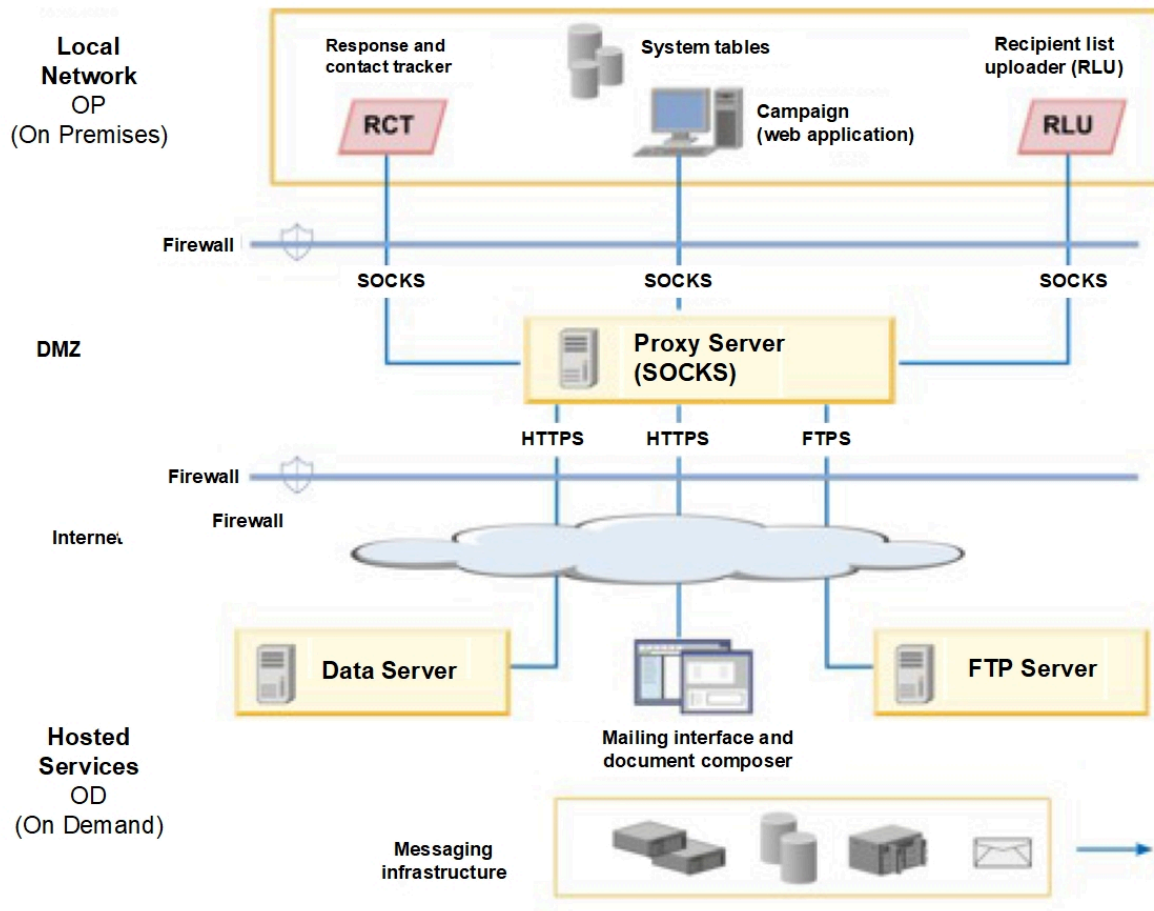 Local
Network
OP
(On Premises)
Response and
contact tracker
RCT
System tables
Campaign
(web application)
Recipient list
uploader (RLU)
RLU
Firewall
SOCKS
SOCKS
SOCKS
DMZ
Proxy Server
(SOCKS)
HTTPS
HTTPS
FTPS
Firewall
Firewall
Internet
Data Server
FTP Server
Mailing interface and
document composer
Hosted
Services
OD
(On Demand)
Messaging
infrastructure